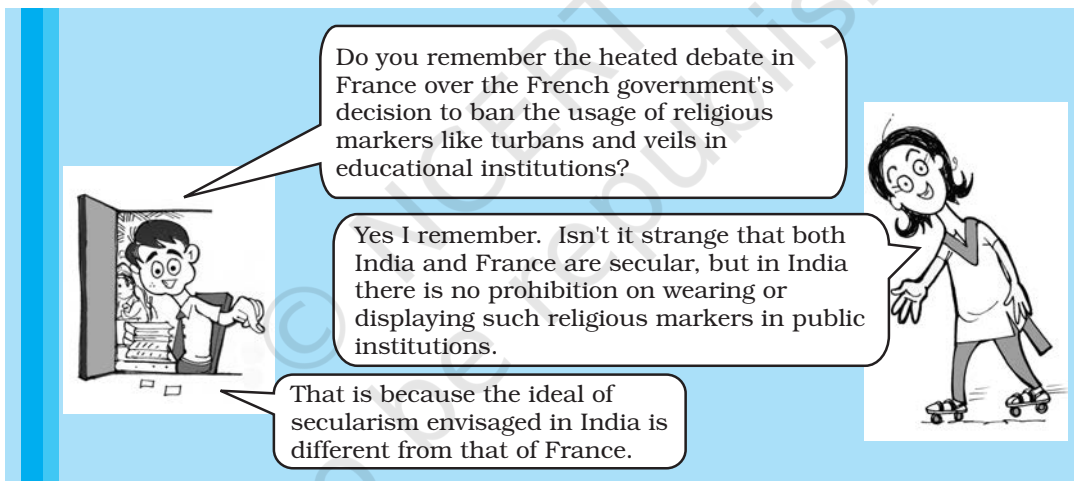 Do you remember the heated debate in
France over the French government's
decision to ban the usage of religious
markers like turbans and veils in
educational institutions?
Yes I remember. Isn't it strange that both
India and France are secular, but in India
there is no prohibition on wearing or
displaying such religious markers in public
institutions.
That is because the ideal of
secularism envisaged in India is
different from that of France.
© NCERT
be republis